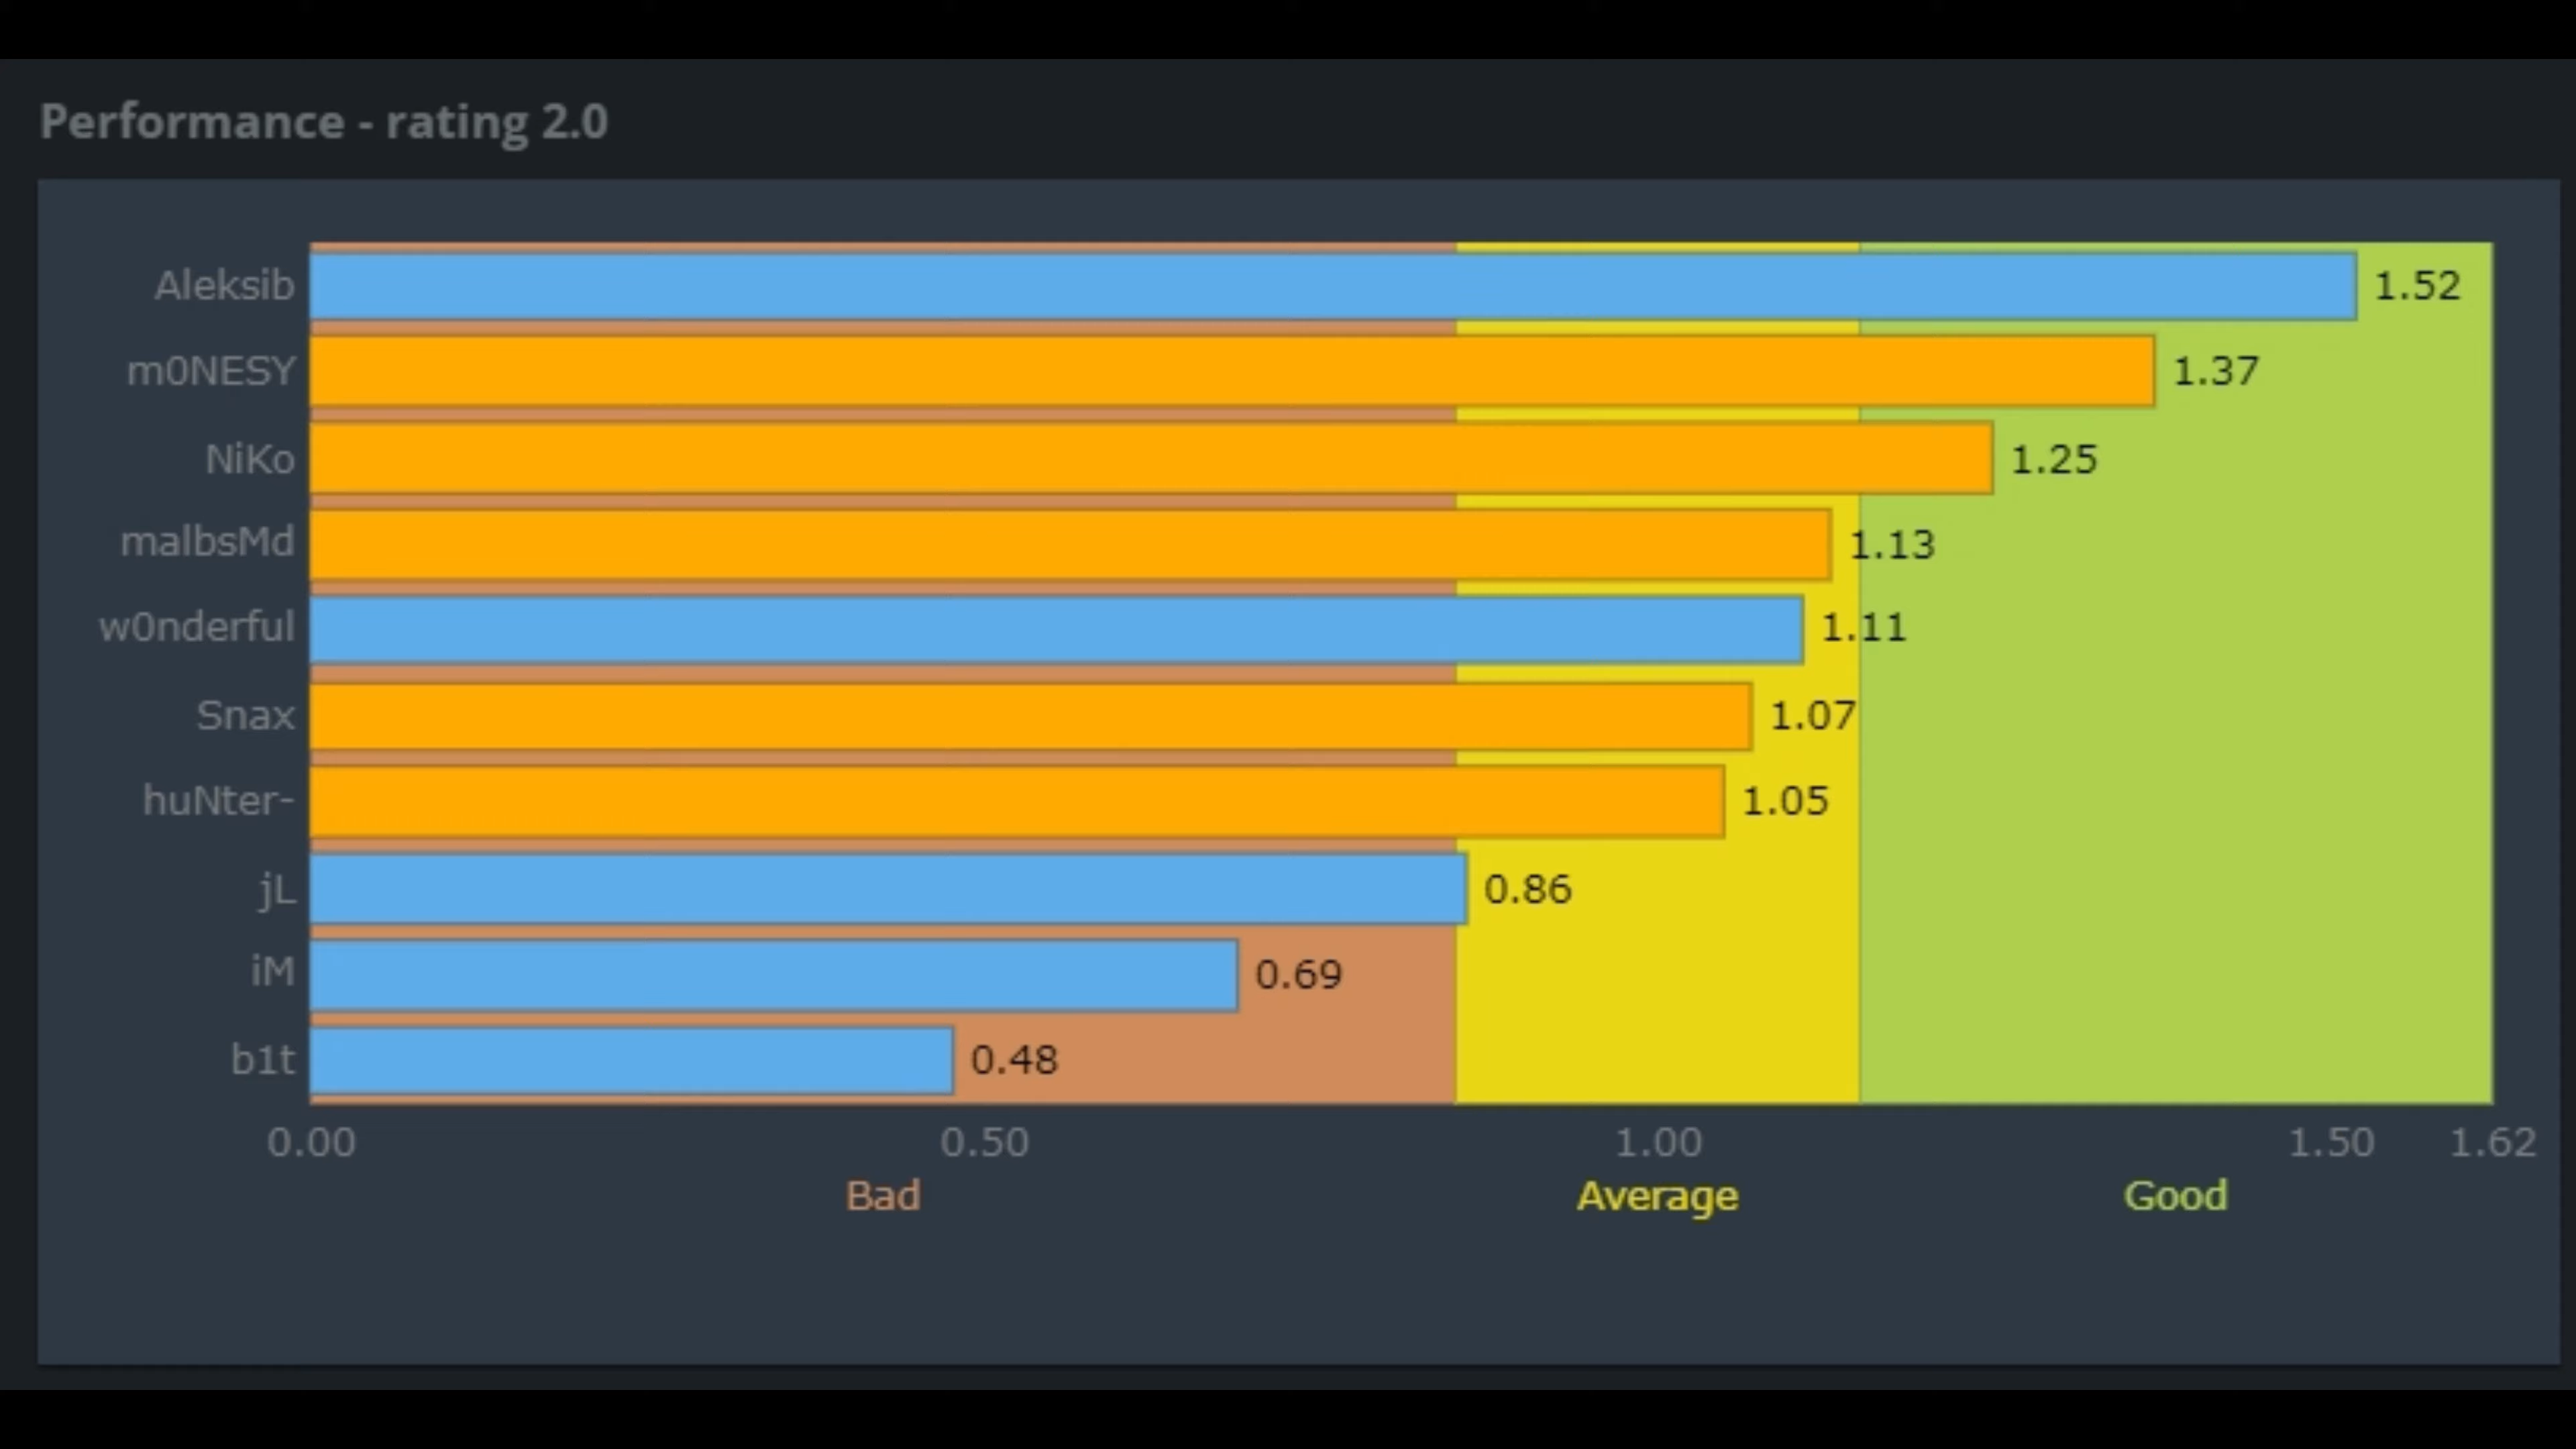 Performance - rating 2.0
Aleksib 1.52
m0NESY 1.37
NiKo 1.25
malbsMd 1.13
w0nderful 1.11
Snax 1.07
huNter- 1.05
jL 0.86
iM 0.69
b1t 0.48
0.00 0.50 1.00 1.50 1.62
Bad Average Good